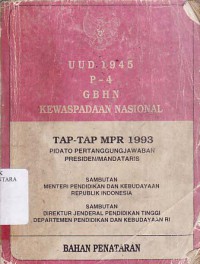 UUD 1945
P-4
GBHN
KEWASPADAAN NASIONAL
TAP-TAP MPR 1993
PIDATO PERTANGGUNGJAWABAN
PRESIDEN/MANDATARIS
SAMBUTAN
MENTERI PENDIDIKAN DAN KEBUDAYAAN
REPUBLIK INDONESIA
SAMBUTAN
DIREKTUR JENDERAL PENDIDIKAN TINGGI
DEPARTEMEN PENDIDIKAN DAN KEBUDAYAAN RI
BAHAN PENATARAN